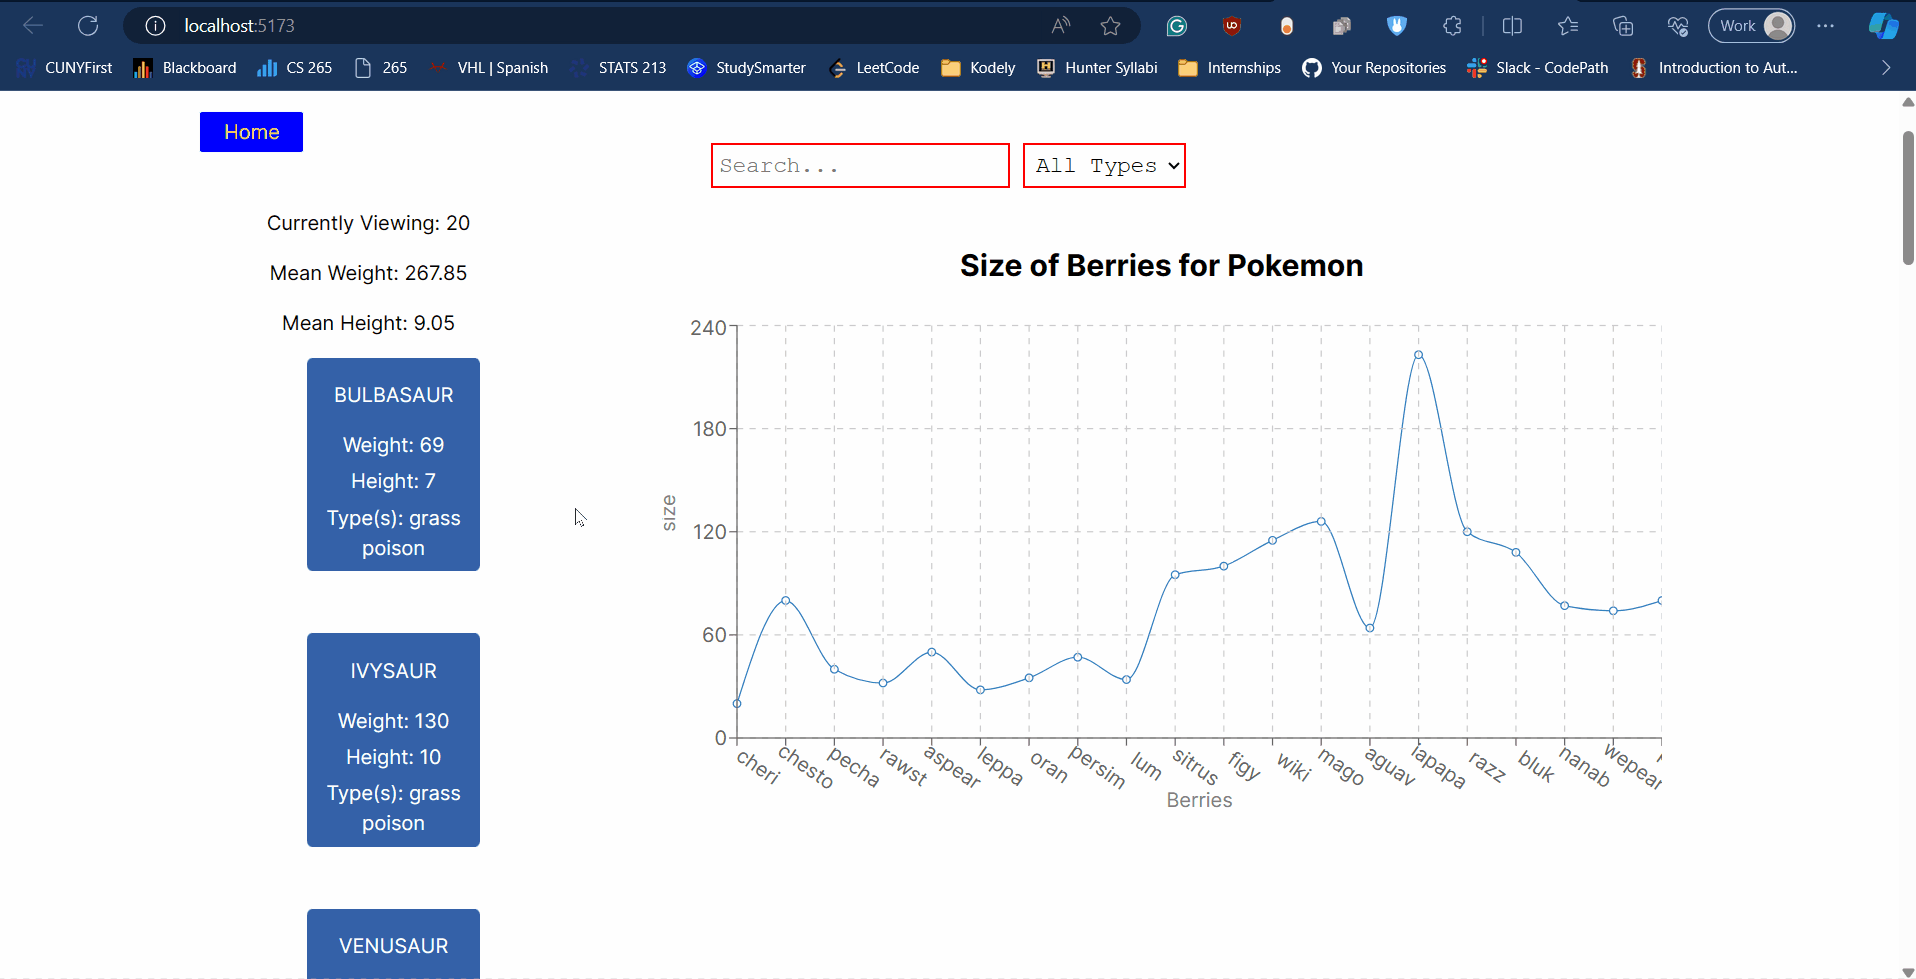 localhost:5173
Work
CUNYFirst Blackboard CS 265 265 VHL | Spanish STATS 213 StudySmarter LeetCode Kodely Hunter Syllabi Internships Your Repositories Slack - CodePath Introduction to Aut...
Home
Search...
All Types
Currently Viewing: 20
Mean Weight: 267.85
Mean Height: 9.05
BULBASAUR
Weight: 69
Height: 7
Type(s): grass
poison
IVYSAUR
Weight: 130
Height: 10
Type(s): grass
poison
VENUSAUR
Size of Berries for Pokemon
240
180
120
60
0
size
cheri chesto pecha rawst aspear leppa oran persim lum sitrus figy wiki mago aguav lapapa razz bluk nanab wepear
Berries